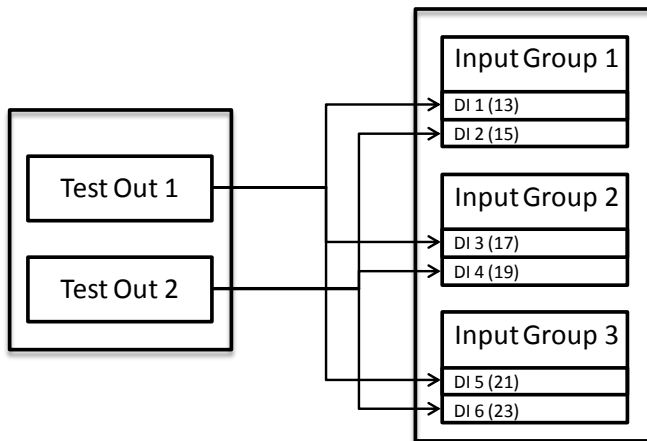 Test Out 1
Test Out 2
Input Group 1
DI 1 (13)
DI 2 (15)
Input Group 2
DI 3 (17)
DI 4 (19)
Input Group 3
DI 5 (21)
DI 6 (23)